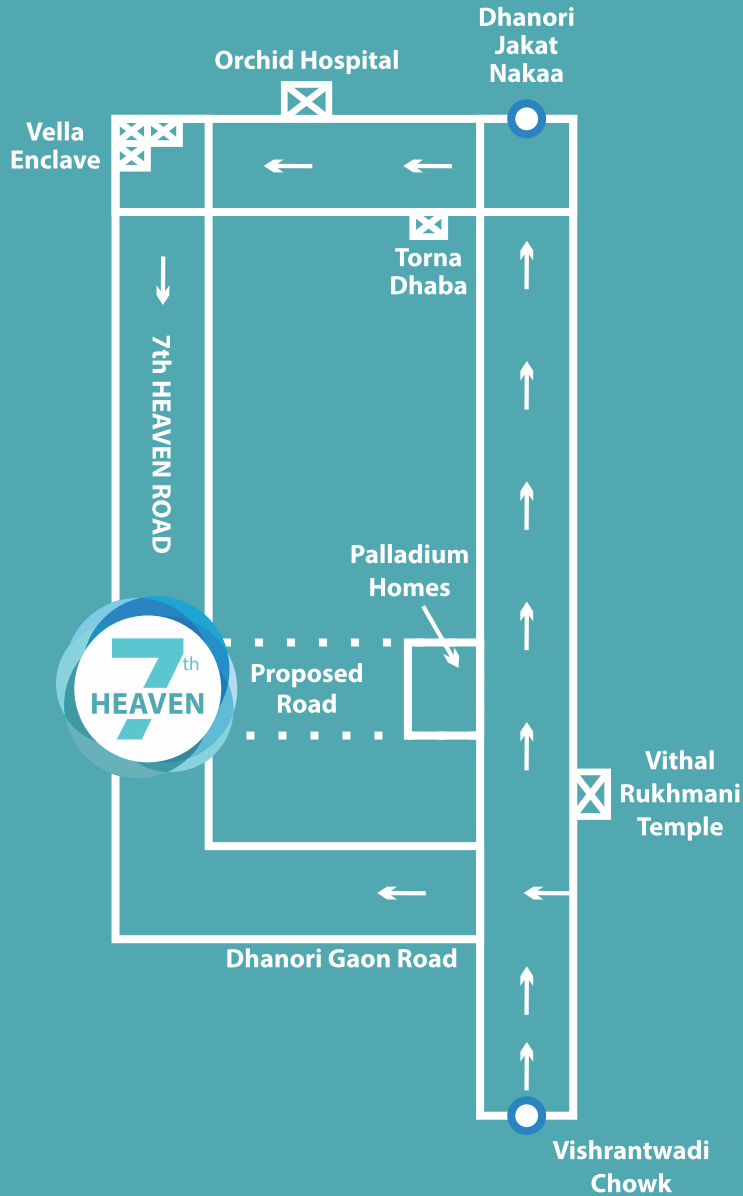 Dhanori
Jakat
Nakaa
Orchid Hospital
Vella
Enclave
Torna
Dhaba
7th HEAVEN ROAD
Palladium
Homes
7th
HEAVEN
Proposed
Road
Vithal
Rukhmani
Temple
Dhanori Gaon Road
Vishrantwadi
Chowk